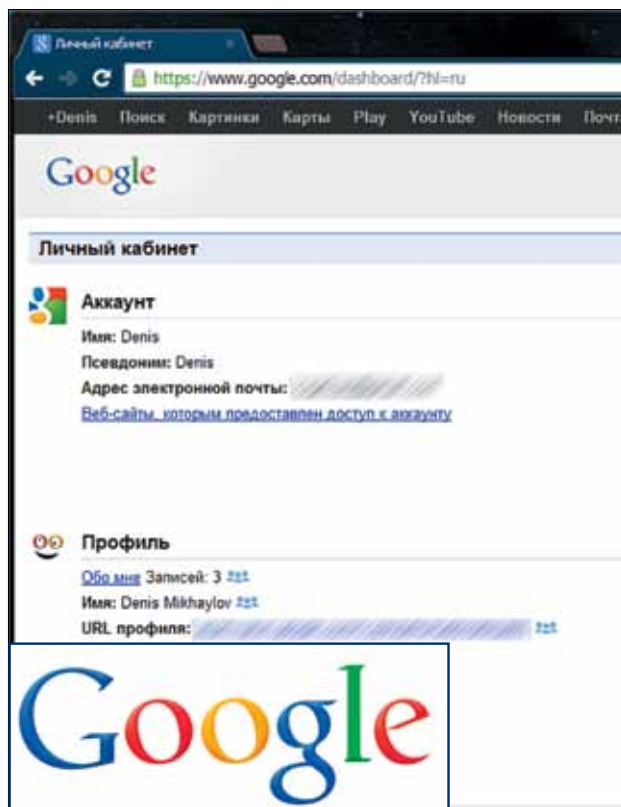 Личный кабинет
https://www.google.com/dashboard/?hl=ru
+Denis Поиск Картинки Карты Play YouTube Новости
Google
Личный кабинет
Аккаунт
Имя: Denis
Псевдоним: Denis
Адрес электронной почты:
Веб-сайты, которым предоставлен доступ к аккаунту
Профиль
Обо мне Записей: 3
Имя: Denis Mikhaylov
URL профиля:
Google